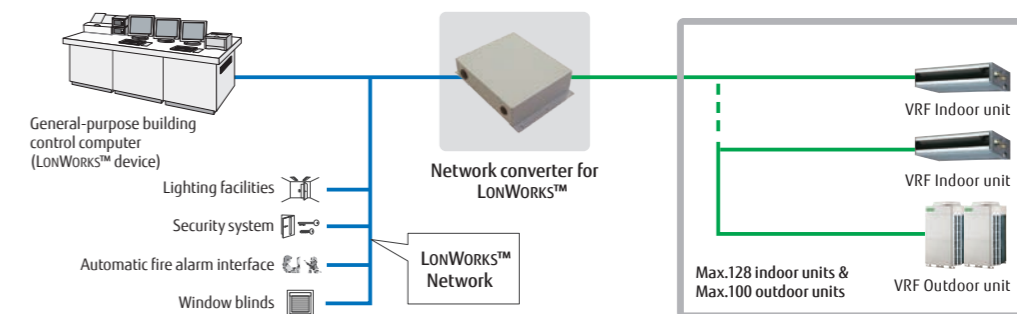 General-purpose building
control computer
(LONWORKS™ device)
Lighting facilities
Security system
Automatic fire alarm interface
Window blinds
LONWORKS™
Network
Network converter for
LONWORKS™
VRF Indoor unit
VRF Indoor unit
Max.128 indoor units &
Max.100 outdoor units
VRF Outdoor unit